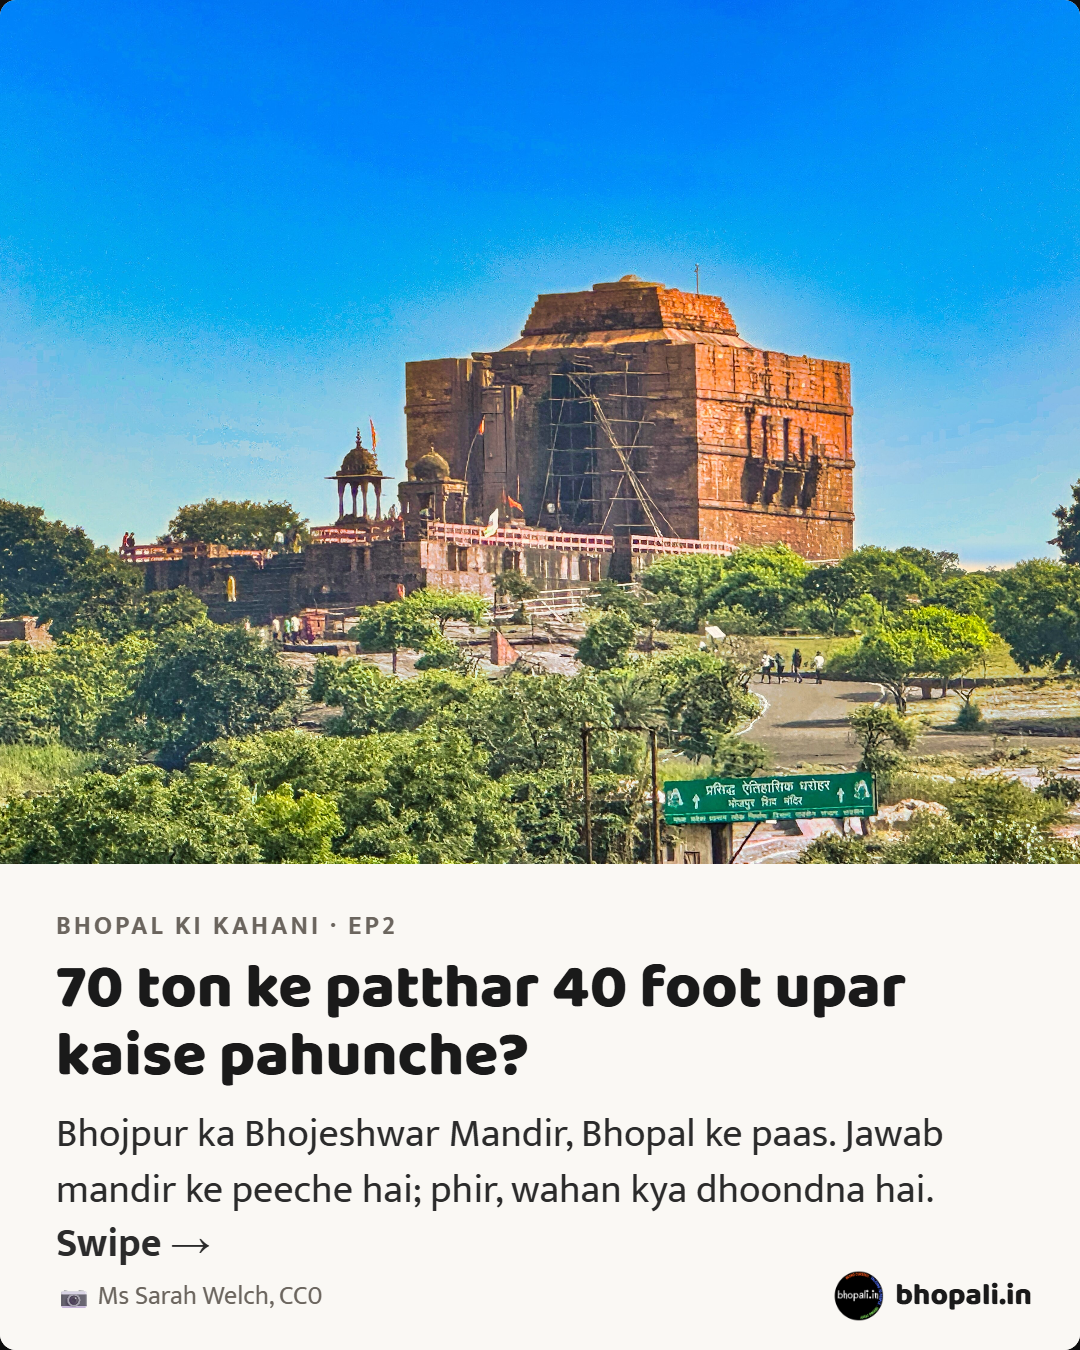 प्रसिद्ध ऐतिहासिक धरोहर
भोजपुर शिव मंदिर
BHOPAL KI KAHANI · EP2
70 ton ke patthar 40 foot upar
kaise pahunche?
Bhojpur ka Bhojeshwar Mandir, Bhopal ke paas. Jawab
mandir ke peeche hai; phir, wahan kya dhoondna hai.
Swipe →
Ms Sarah Welch, CC0
bhopali.in
bhopali.in